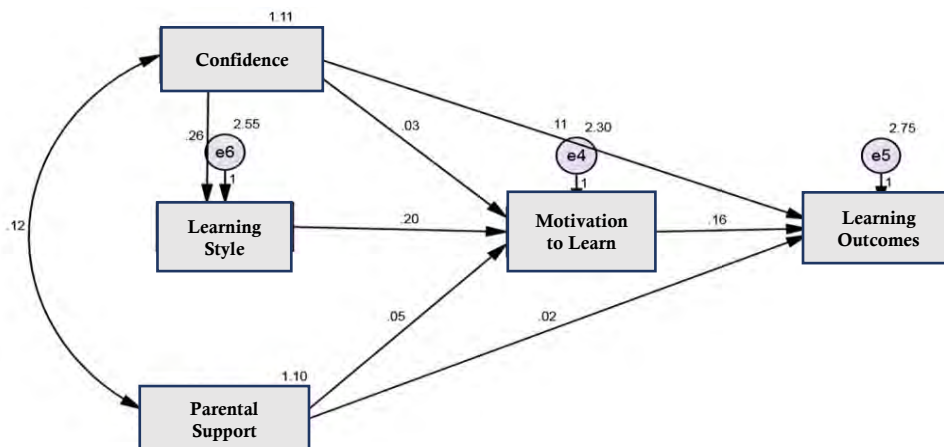 1.11
Confidence
.26
2.55
e6
1
.03
11
2.30
e4
1
2.75
e5
1
Learning
Style
.20
Motivation
to Learn
.16
Learning
Outcomes
.12
.05
.02
1.10
Parental
Support